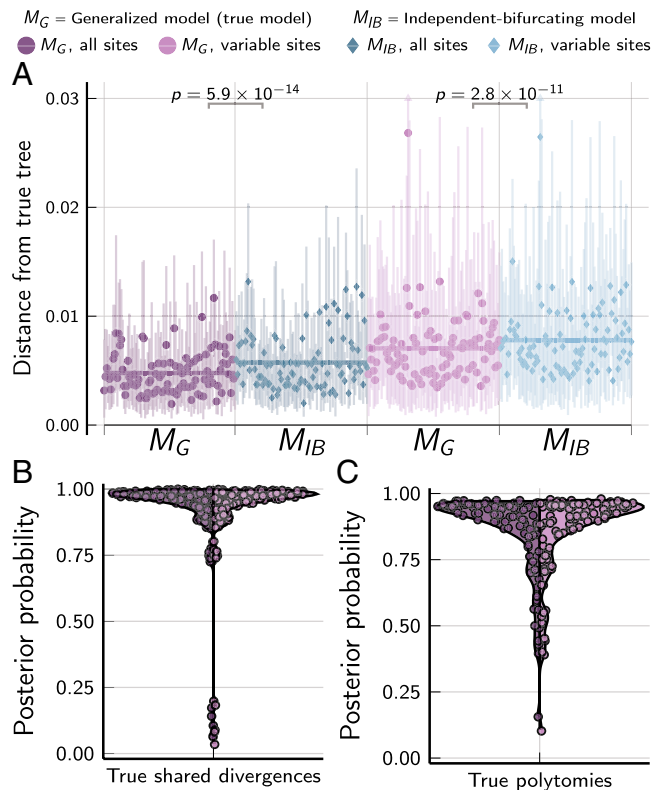 M_G = Generalized model (true model) M_IB = Independent-bifurcating model
M_G, all sites M_G, variable sites M_IB, all sites M_IB, variable sites
A
p = 5.9 × 10⁻¹⁴ p = 2.8 × 10⁻¹¹
Distance from true tree
0.03
0.02
0.01
0.00
M_G M_IB M_G M_IB
B
Posterior probability
1.00
0.75
0.50
0.25
0.00
True shared divergences
C
Posterior probability
1.00
0.75
0.50
0.25
0.00
True polytomies